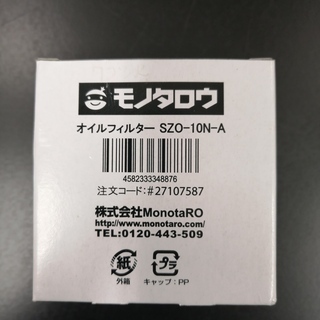 モノタロウ
オイルフィルター SZO-10N-A
4582333348876
注文コード:#27107587
株式会社MonotaRO
http://www.monotaro.com/
TEL:0120-443-509
紙
プラ
外箱
キャップ:PP